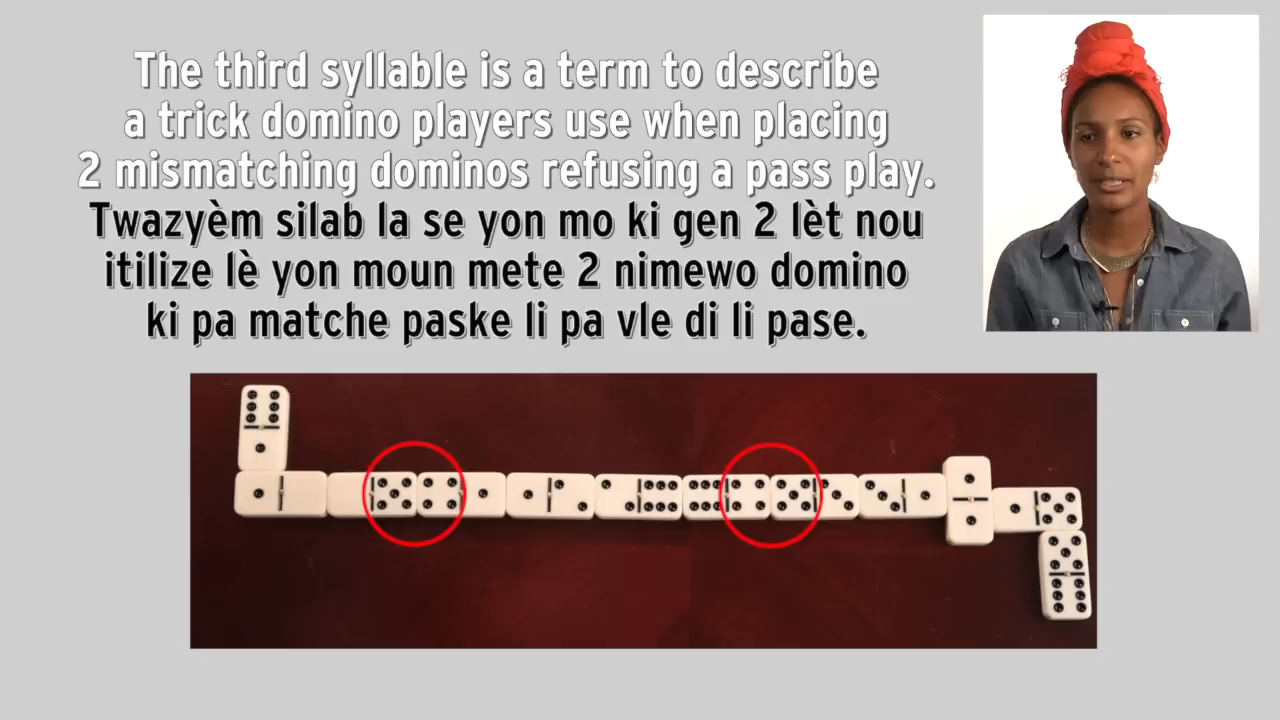 The third syllable is a term to describe
a trick domino players use when placing
2 mismatching dominos refusing a pass play.
Twazyèm silab la se yon mo ki gen 2 lèt nou
itilize lè yon moun mete 2 nimewo domino
ki pa matche paske li pa vle di li pase.